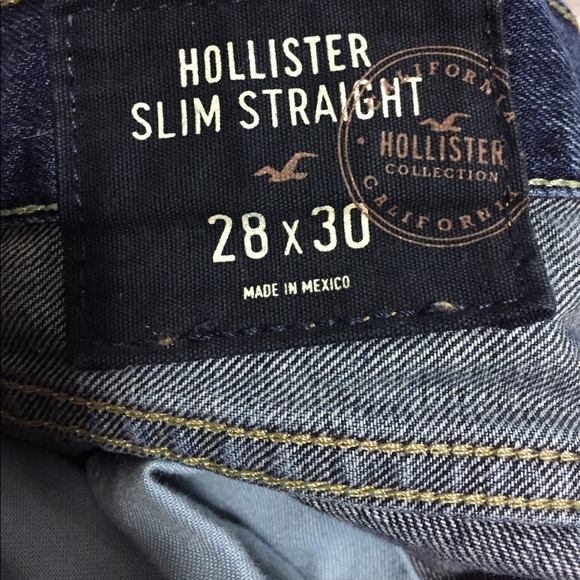 HOLLISTER
SLIM STRAIGHT
28 x 30
MADE IN MEXICO
CALIFORNIA
HOLLISTER
COLLECTION
CALIFORNIA